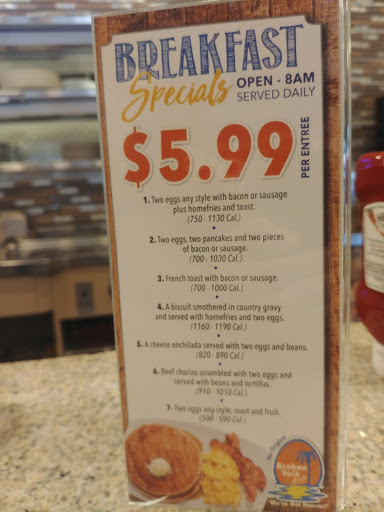 BREAKFAST
Specials
OPEN - 8AM
SERVED DAILY
$5.99
PER ENTREE
1. Two eggs any style with bacon or sausage
plus homefries and toast.
(750 - 1130 Cal.)
2. Two eggs, two pancakes and two pieces
of bacon or sausage.
(700 - 1030 Cal.)
3. French toast with bacon or sausage.
(700 - 1000 Cal.)
4. A biscuit smothered in country gravy
and served with homefries and two eggs.
(1160 - 1190 Cal.)
5. A cheese enchilada served with two eggs and beans.
(820 - 890 Cal.)
6. Beef chorizo scrambled with two eggs and
served with beans and tortillas.
(910 - 1010 Cal.)
7. Two eggs any style, toast and fruit.
(500 - 590 Cal.)
The Original
Broken
Yolk
Cafe